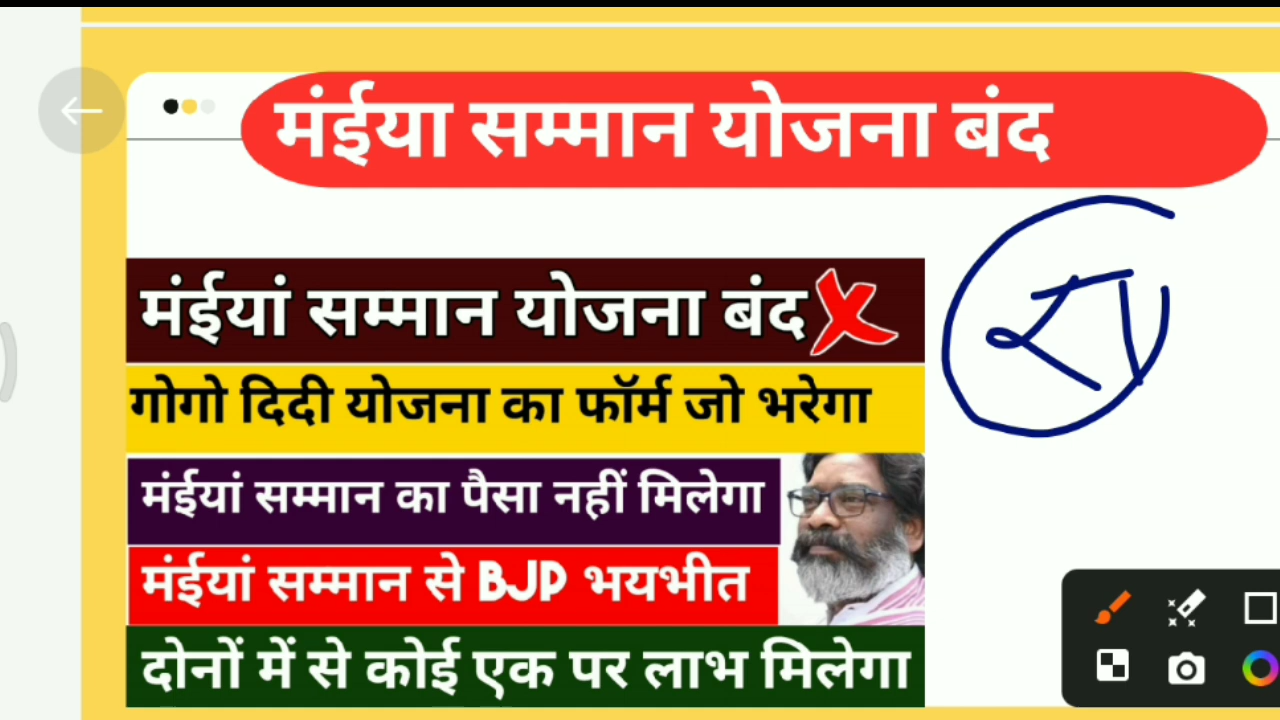 मंईया सम्मान योजना बंद
मंईयां सम्मान योजना बंद
गोगो दिदी योजना का फॉर्म जो भरेगा
मंईयां सम्मान का पैसा नहीं मिलेगा
मंईयां सम्मान से BJP भयभीत
दोनों में से कोई एक पर लाभ मिलेगा